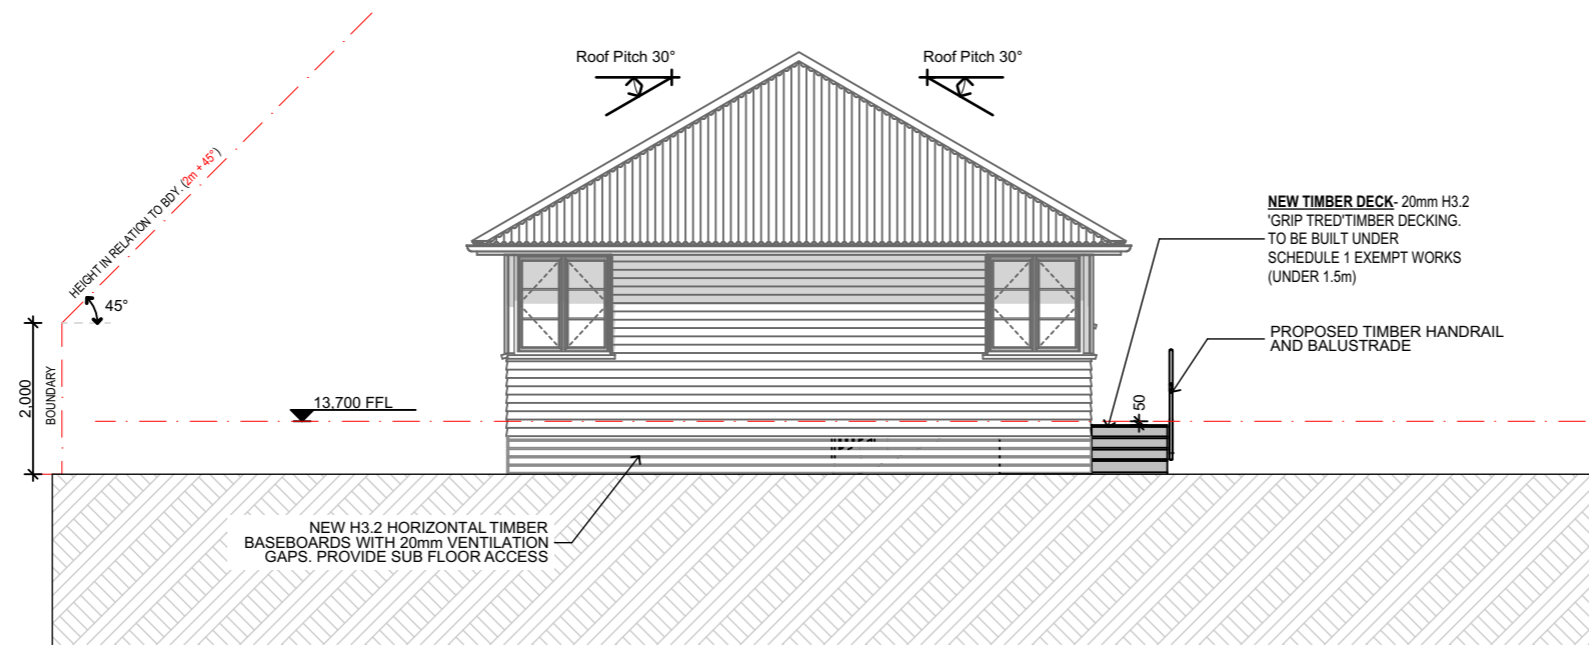 Roof Pitch 30°
Roof Pitch 30°
HEIGHT IN RELATION TO BDY. (2m + 45°)
45°
2,000
BOUNDARY
13,700 FFL
50
NEW TIMBER DECK- 20mm H3.2
'GRIP TRED'TIMBER DECKING.
TO BE BUILT UNDER
SCHEDULE 1 EXEMPT WORKS
(UNDER 1.5m)
PROPOSED TIMBER HANDRAIL
AND BALUSTRADE
NEW H3.2 HORIZONTAL TIMBER
BASEBOARDS WITH 20mm VENTILATION
GAPS. PROVIDE SUB FLOOR ACCESS